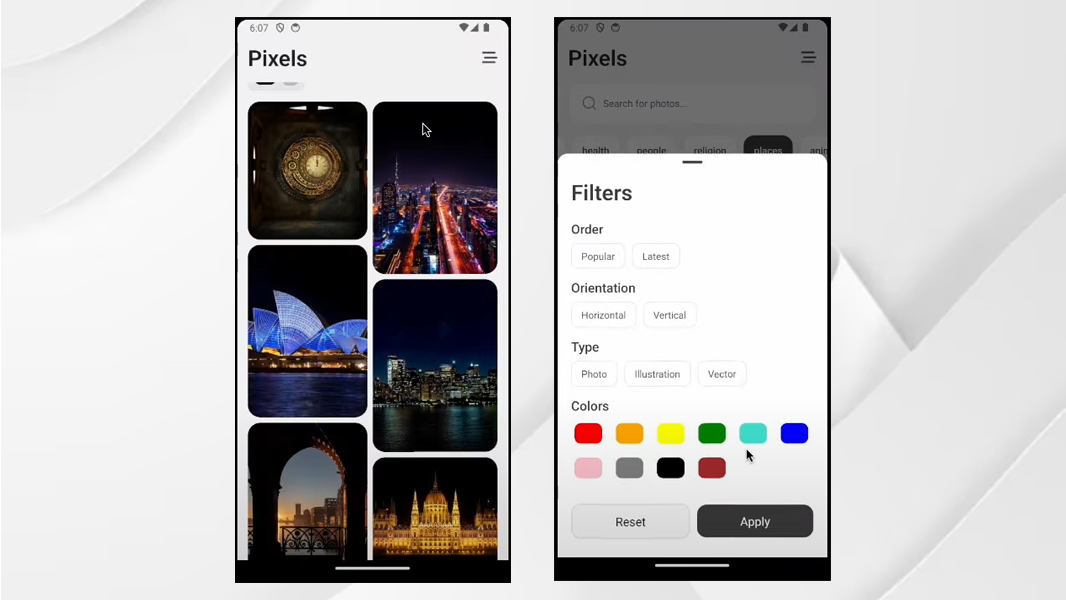 6:07
Pixels
6:07
Pixels
Search for photos...
health people religion places
Filters
Order
Popular Latest
Orientation
Horizontal Vertical
Type
Photo Illustration Vector
Colors
Reset Apply